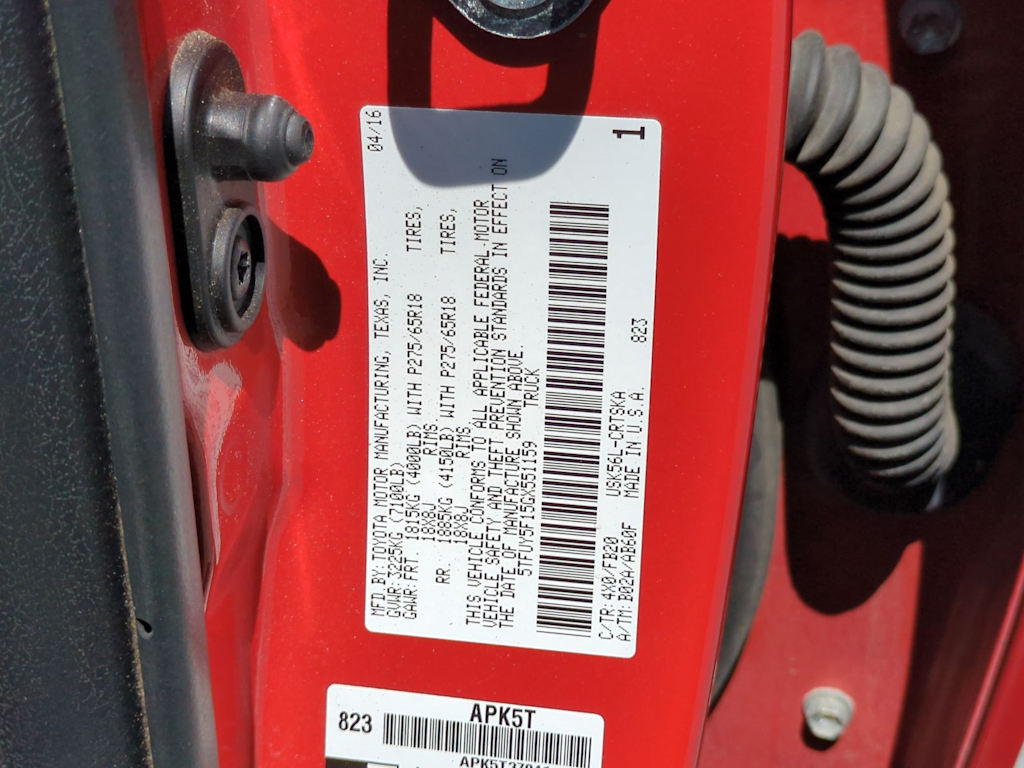 04/16
1
MFD.BY:TOYOTA MOTOR MANUFACTURING, TEXAS, INC.
GVWR:3225KG (7100LB)
GAWR:FRT. 1815KG (4000LB) WITH P275/65R18 TIRES,
18X8J RIMS
RR. 1885KG (4150LB) WITH P275/65R18 TIRES,
18X8J RIMS
THIS VEHICLE CONFORMS TO ALL APPLICABLE FEDERAL MOTOR
VEHICLE SAFETY AND THEFT PREVENTION STANDARDS IN EFFECT ON
THE DATE OF MANUFACTURE SHOWN ABOVE.
5TFUY5F15GX551159 TRUCK
C/TR: 4X0/FB20 USK56L-CRTSKA 823
A/TM: B02A/AB60F MADE IN U.S.A.
823 APK5T